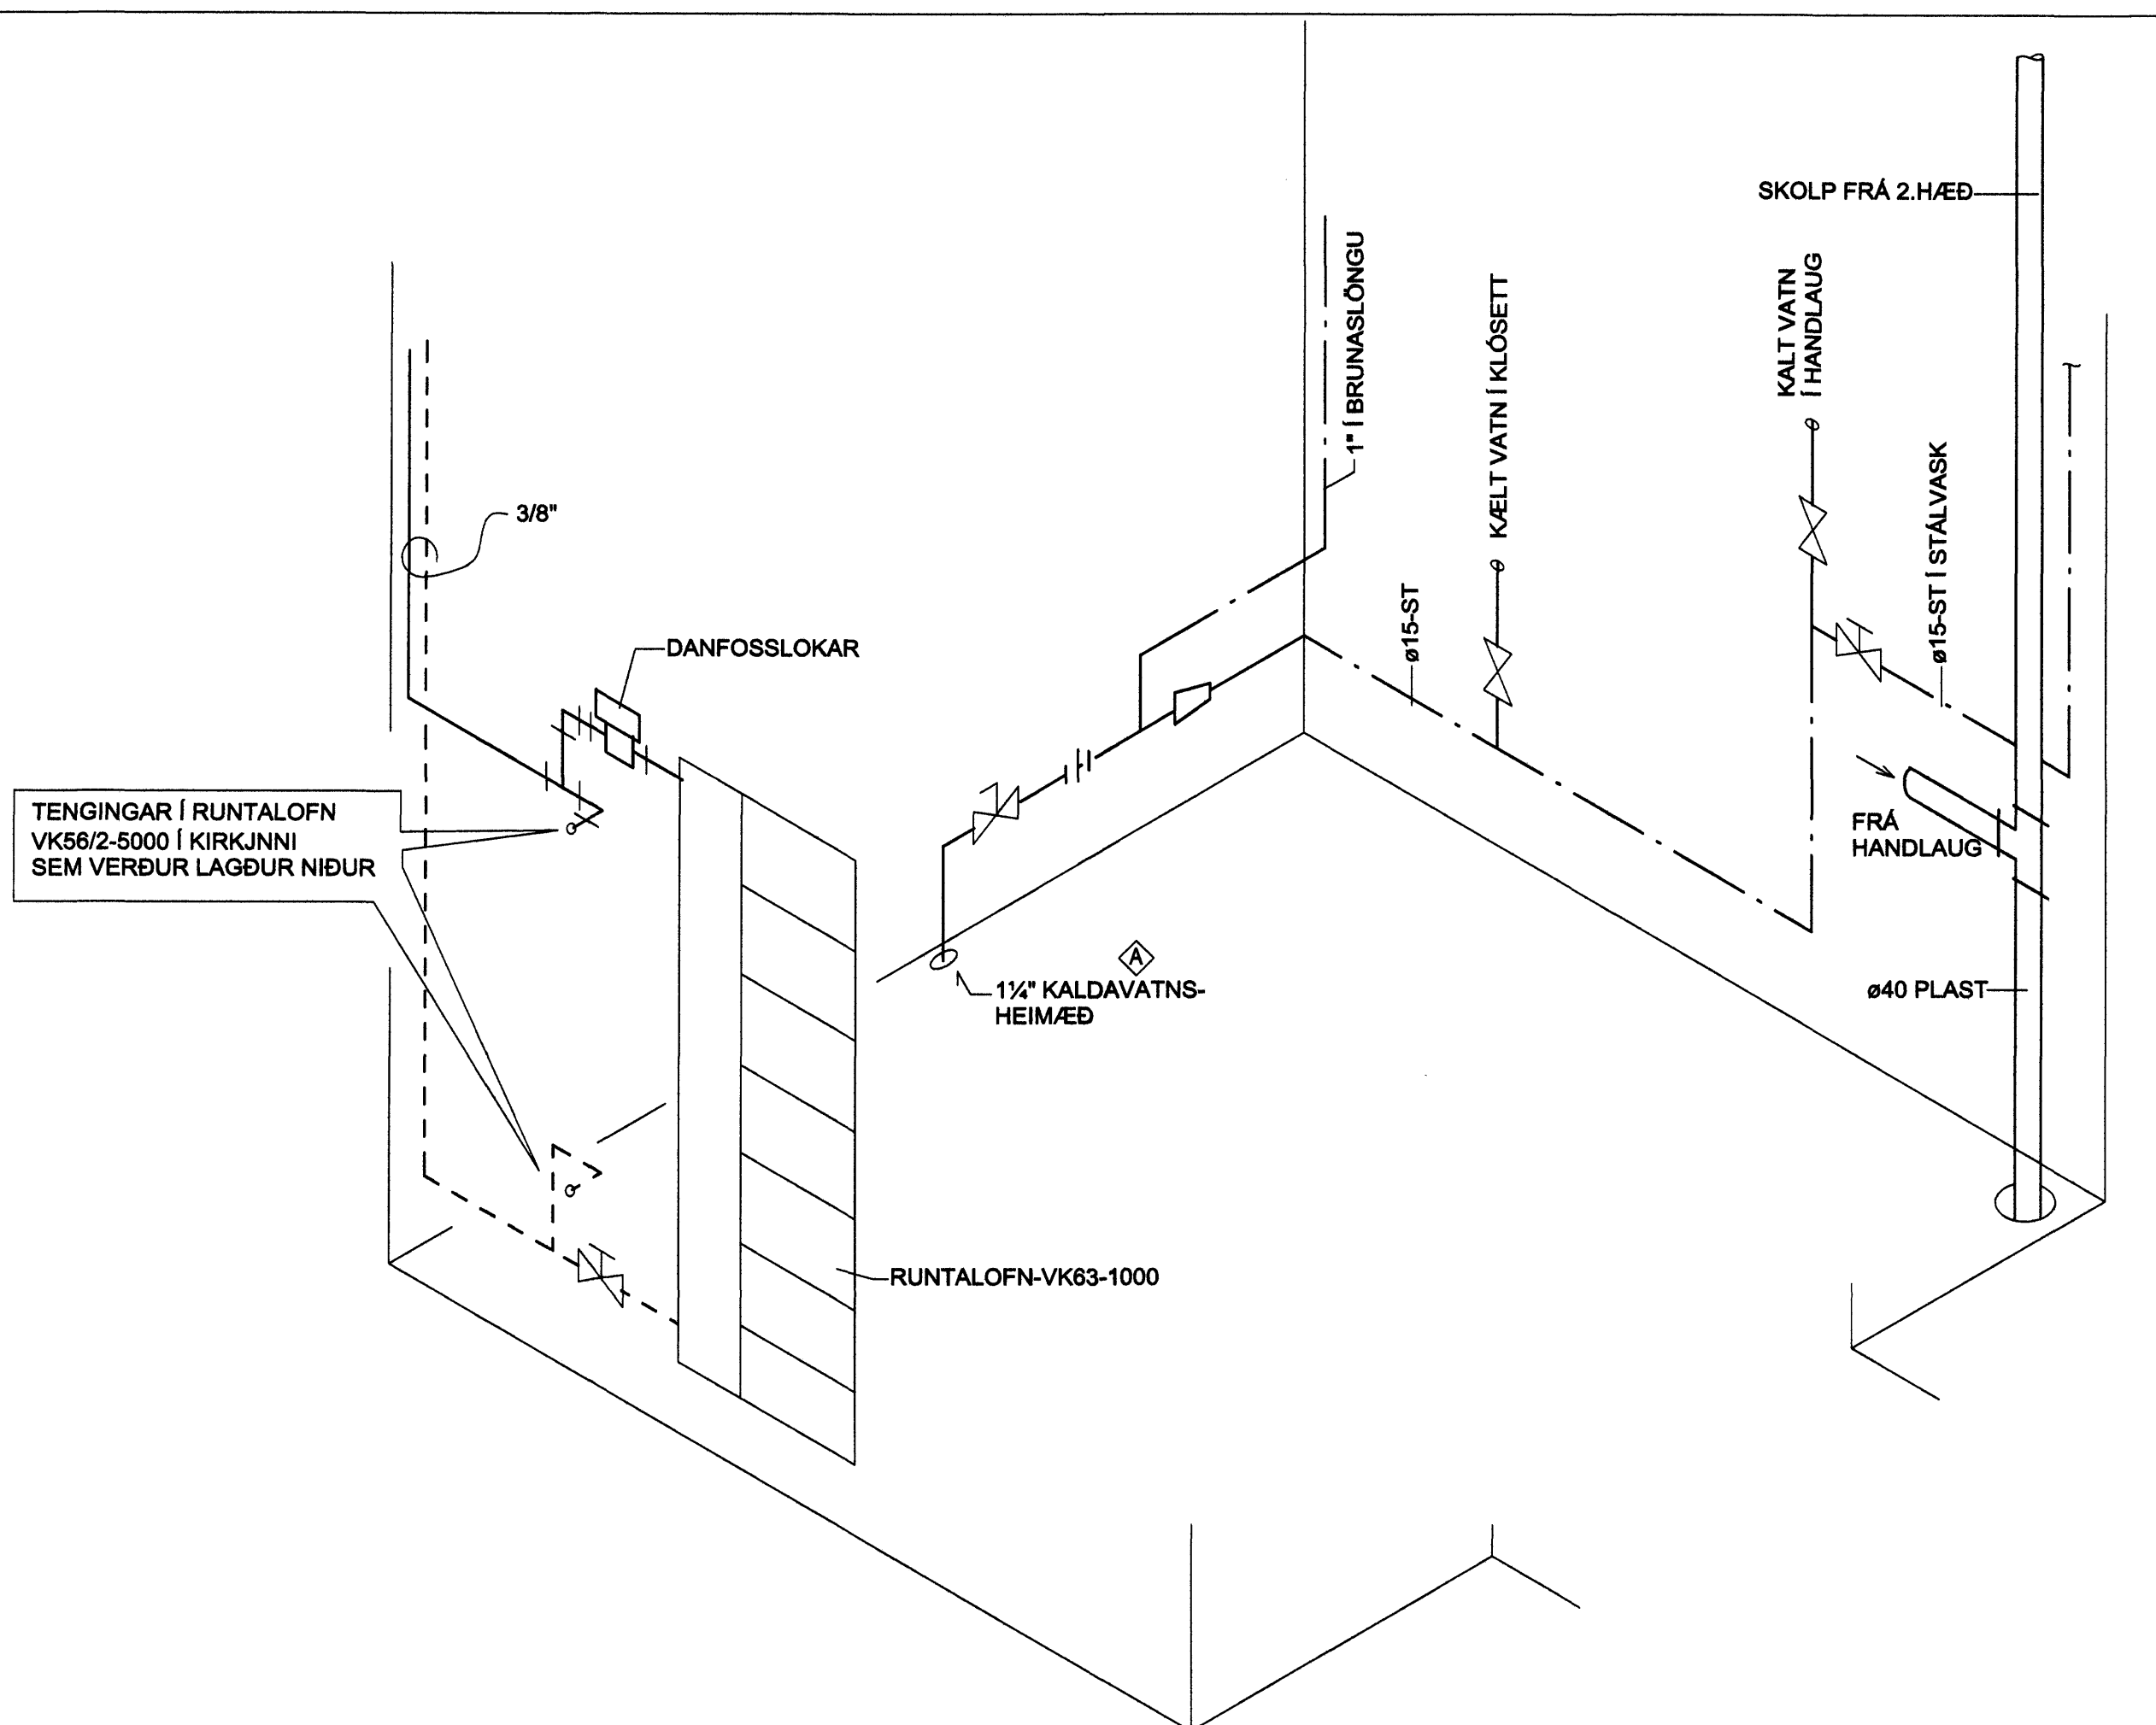 SKOLP FRÁ 2.HÆÐ
1" Í BRUNASLÖNGU
KÆLT VATN Í KLÓSETT
KALT VATN
Í HANDLAUG
3/8"
ø15-ST
ø15-ST Í STÁLVASK
DANFOSSLOKAR
TENGINGAR Í RUNTALOFN
VK56/2-5000 Í KIRKJNNI
SEM VERÐUR LAGÐUR NIÐUR
FRÁ
HANDLAUG
A
1¼" KALDAVATNS-
HEIMÆÐ
ø40 PLAST
RUNTALOFN-VK63-1000